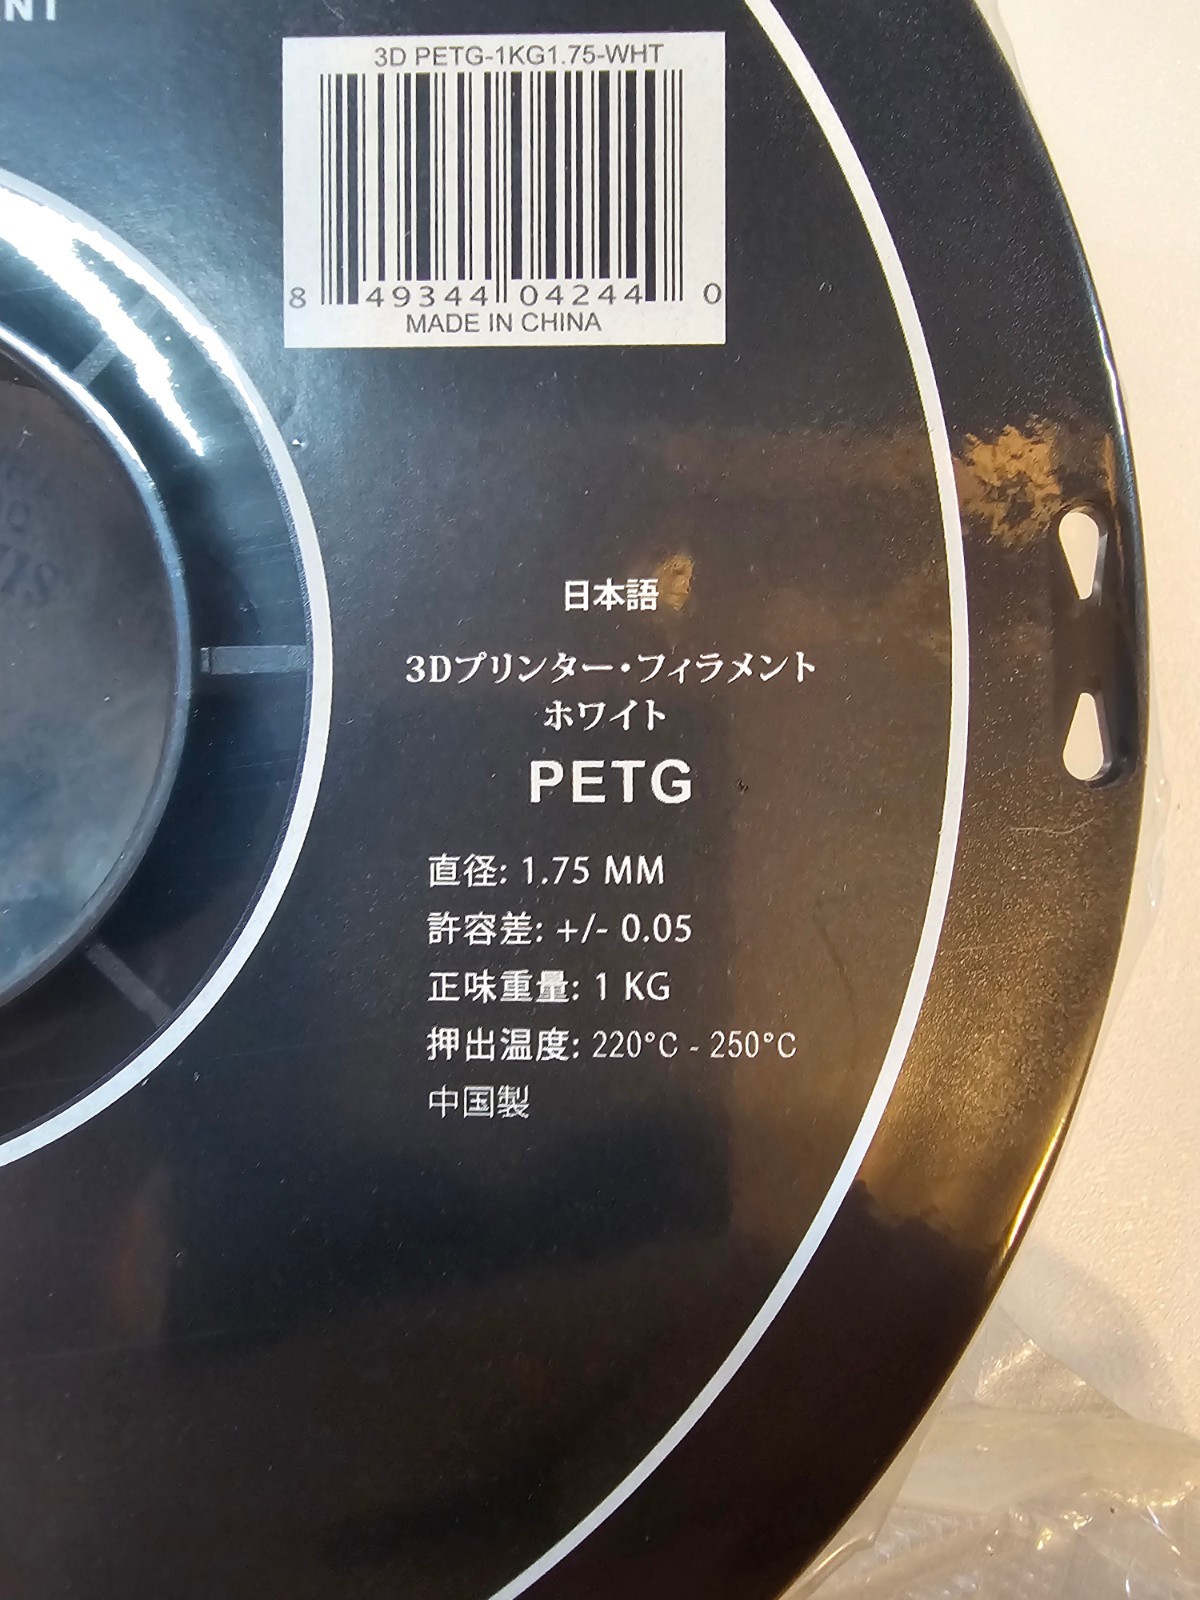 3D PETG-1KG1.75-WHT
8 49344 04244 0
MADE IN CHINA
日本語
3Dプリンター・フィラメント
ホワイト
PETG
直径: 1.75 MM
許容差: +/- 0.05
正味重量: 1 KG
押出温度: 220°C - 250°C
中国製